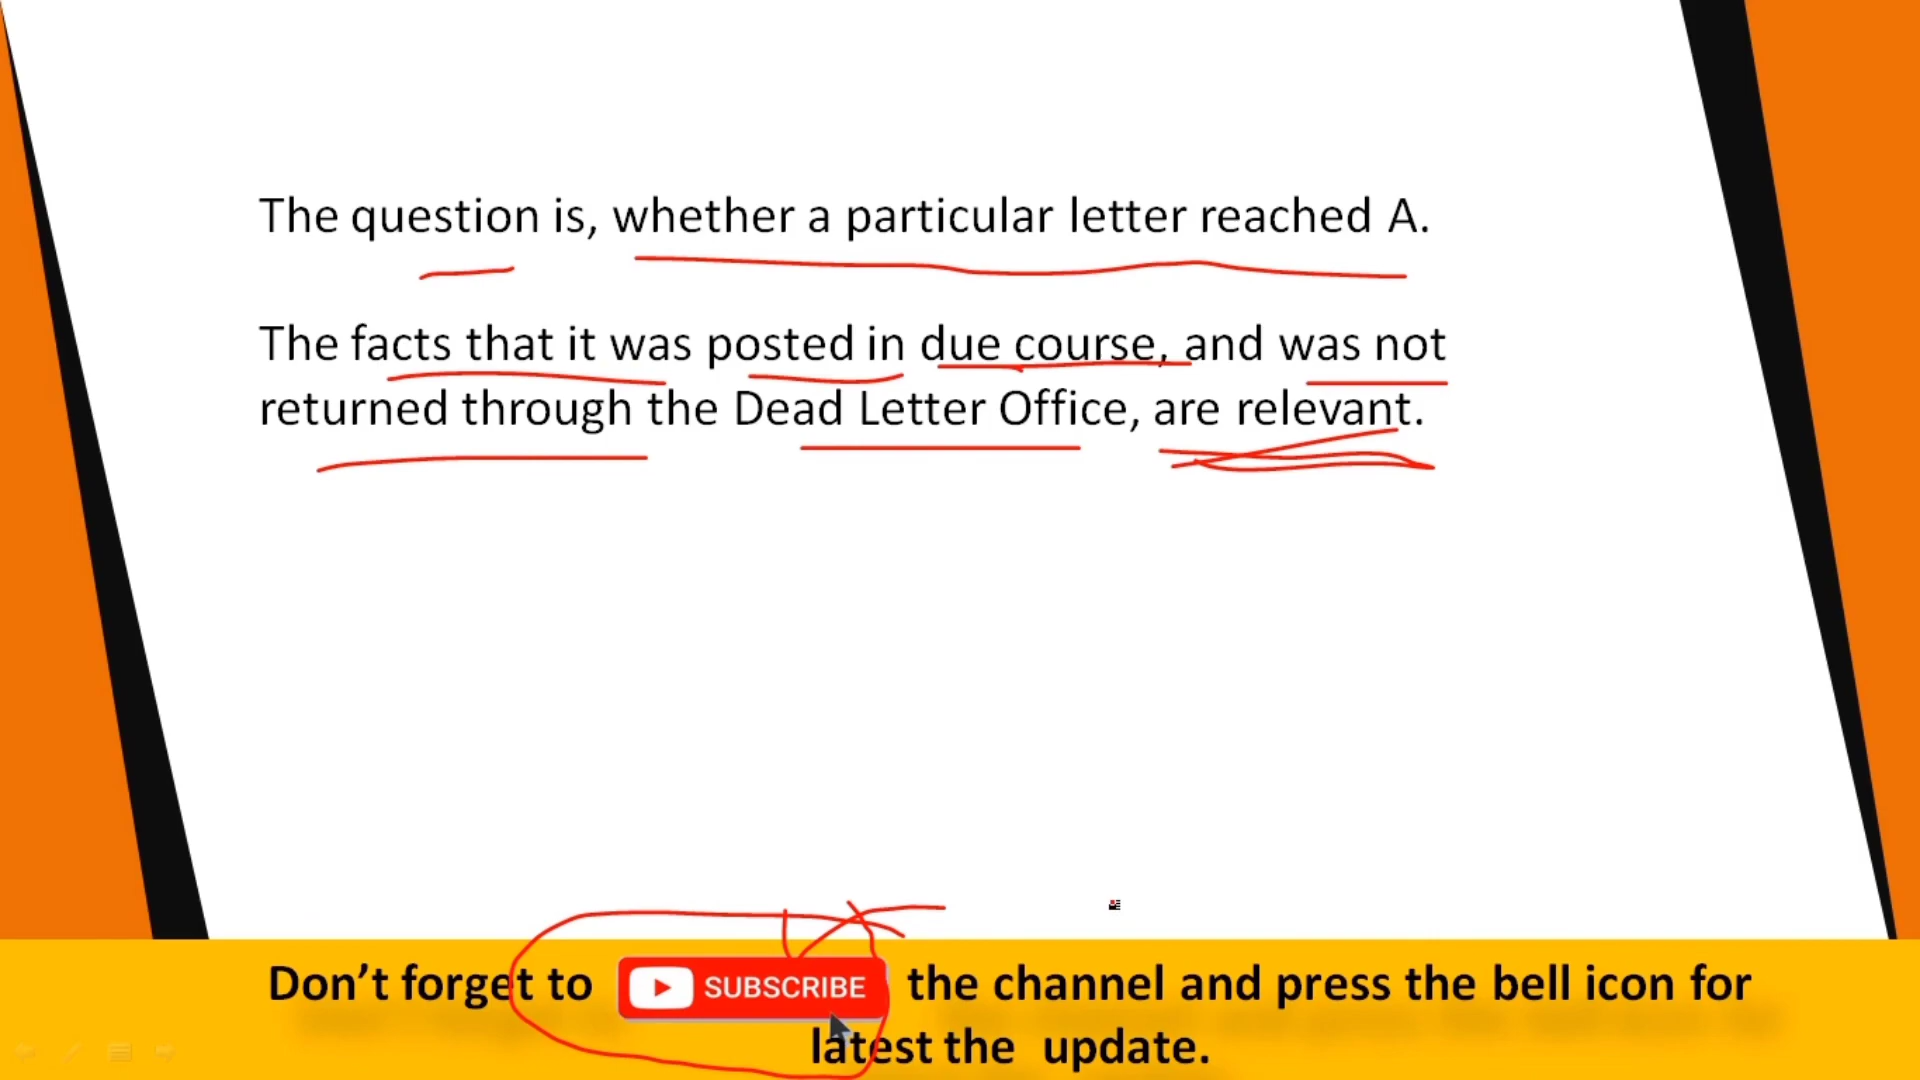 The question is, whether a particular letter reached A.
The facts that it was posted in due course, and was not
returned through the Dead Letter Office, are relevant.
Don’t forget to SUBSCRIBE the channel and press the bell icon for
latest the update.